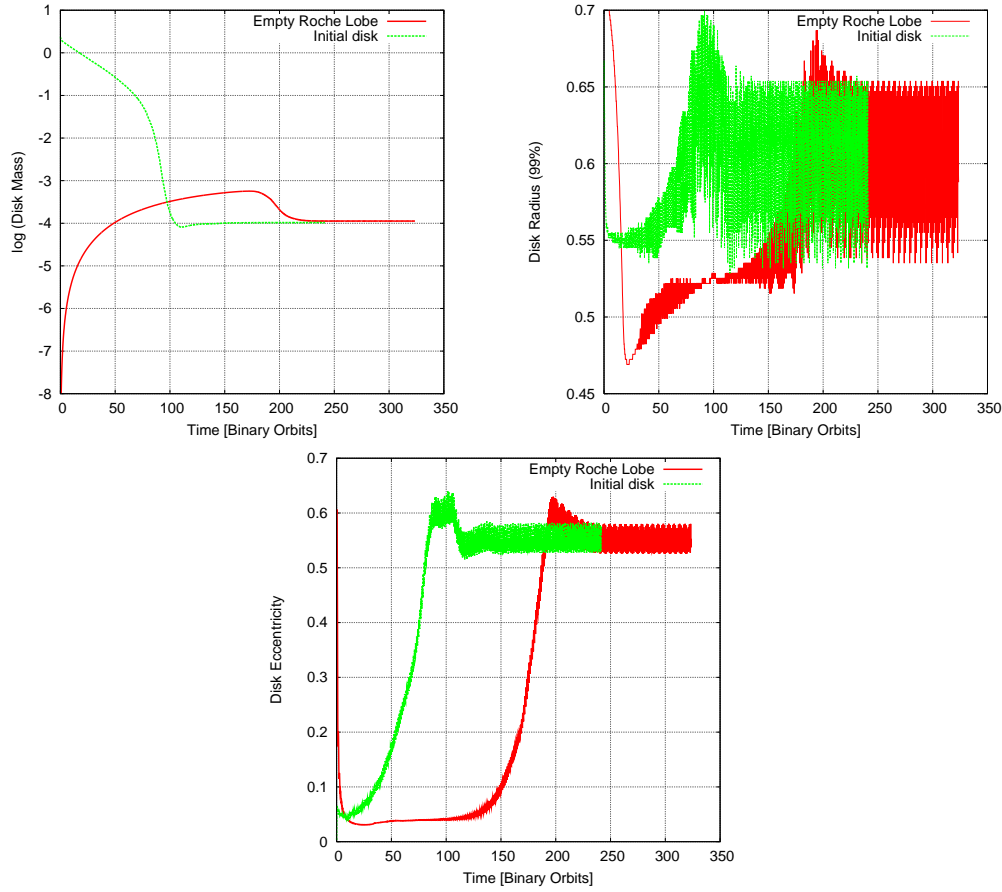 Empty Roche Lobe
Initial disk
1
0
-1
-2
-3
-4
-5
-6
-7
-8
log (Disk Mass)
0 50 100 150 200 250 300 350
Time [Binary Orbits]
Empty Roche Lobe
Initial disk
0.7
0.65
0.6
0.55
0.5
0.45
Disk Radius (99%)
0 50 100 150 200 250 300 350
Time [Binary Orbits]
Empty Roche Lobe
Initial disk
0.7
0.6
0.5
0.4
0.3
0.2
0.1
0
Disk Eccentricity
0 50 100 150 200 250 300 350
Time [Binary Orbits]